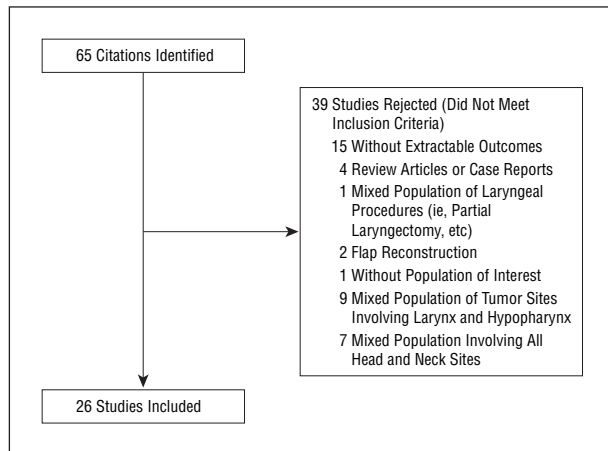 65 Citations Identified
39 Studies Rejected (Did Not Meet
Inclusion Criteria)
15 Without Extractable Outcomes
4 Review Articles or Case Reports
1 Mixed Population of Laryngeal
Procedures (ie, Partial
Laryngectomy, etc)
2 Flap Reconstruction
1 Without Population of Interest
9 Mixed Population of Tumor Sites
Involving Larynx and Hypopharynx
7 Mixed Population Involving All
Head and Neck Sites
26 Studies Included